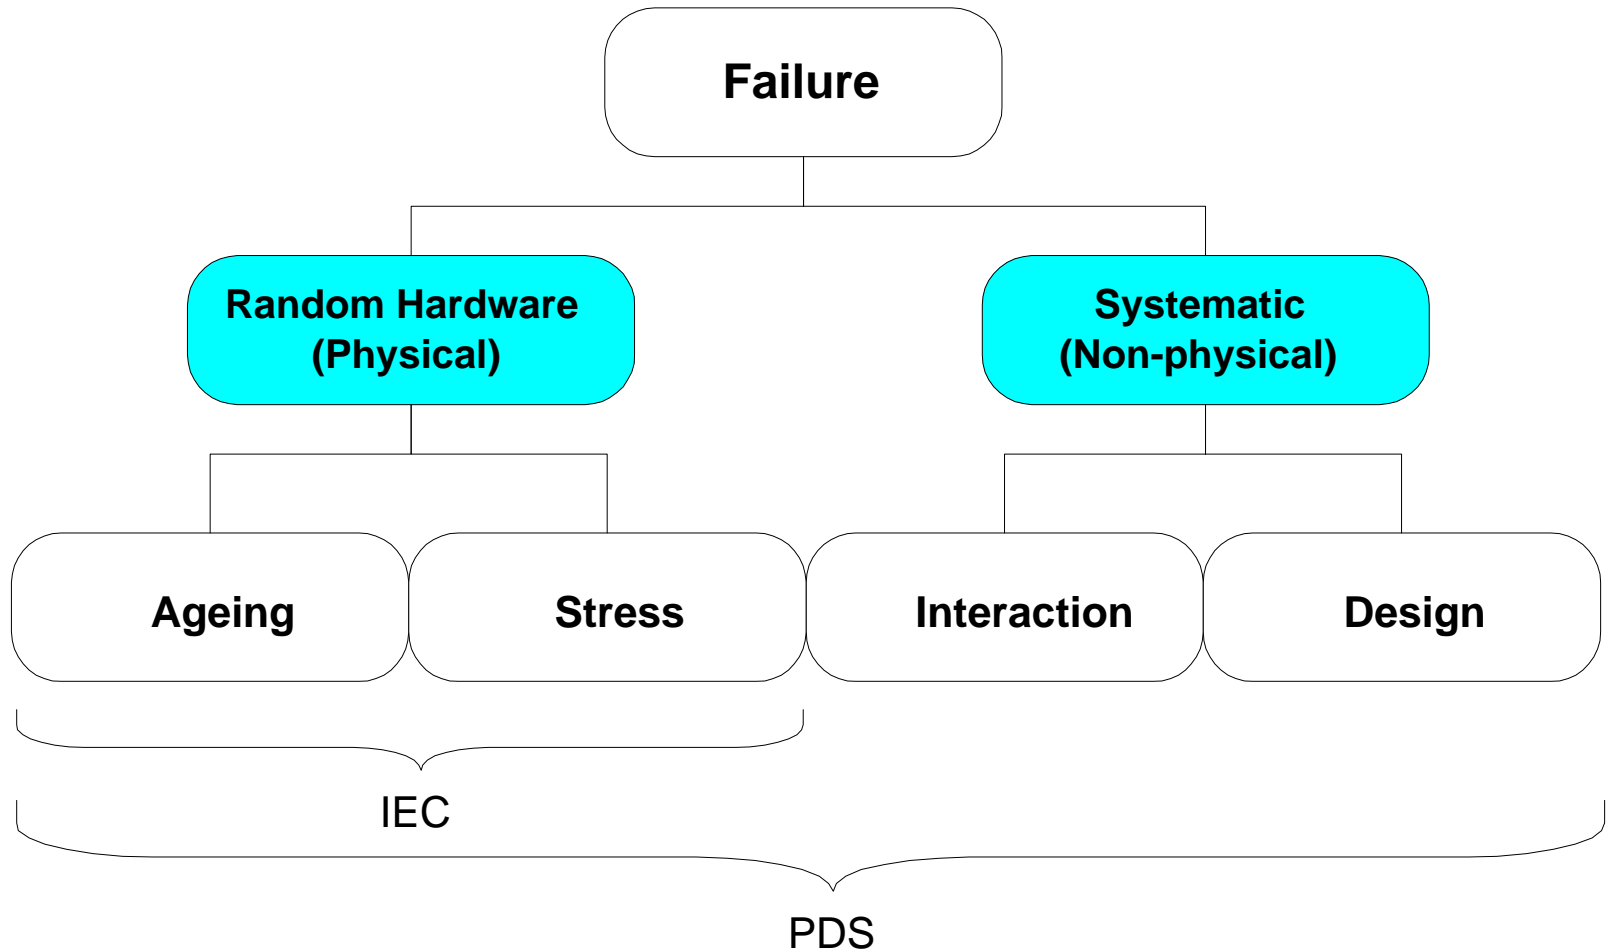 Failure
Random Hardware
(Physical)
Systematic
(Non-physical)
Ageing
Stress
Interaction
Design
IEC
PDS